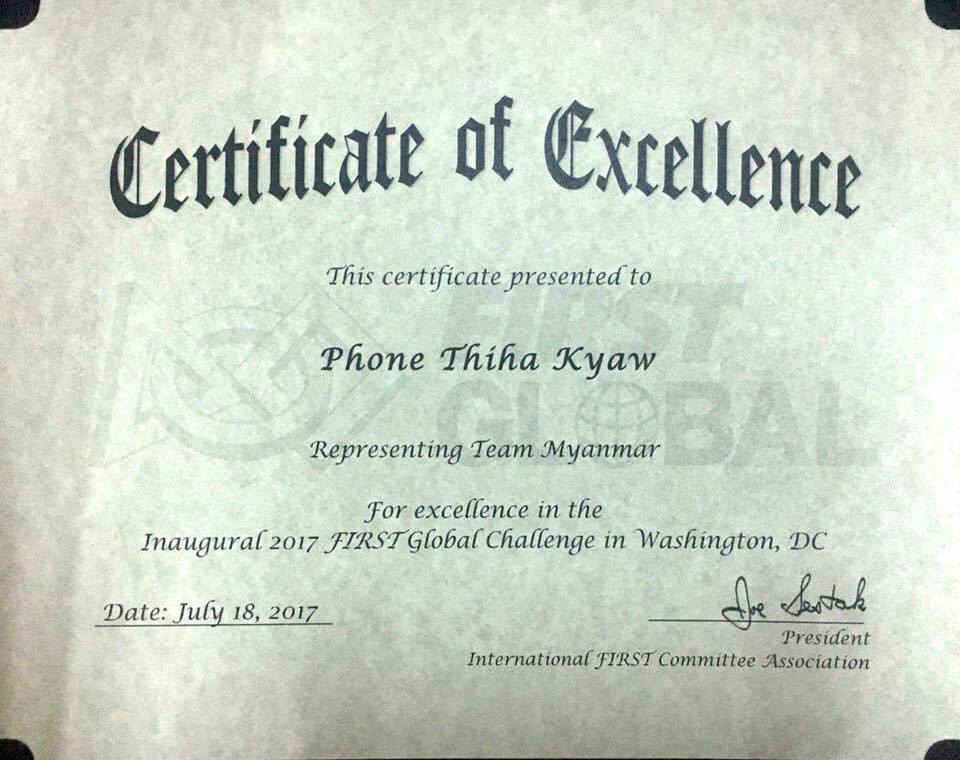 Certificate of Excellence
This certificate presented to
FIRST
GLOBAL
Phone Thiha Kyaw
Representing Team Myanmar
For excellence in the
Inaugural 2017 FIRST Global Challenge in Washington, DC
Date: July 18, 2017
Joe Sestak
President
International FIRST Committee Association